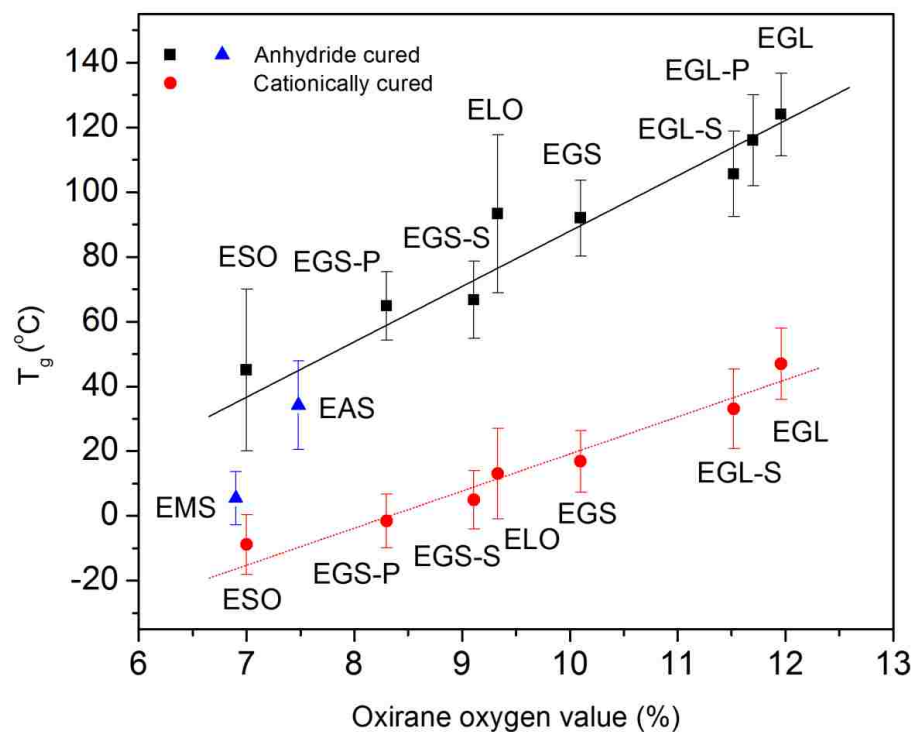 140
120
100
80
60
40
20
0
-20
T_g (°C)
Anhydride cured
Cationically cured
EGL
EGL-P
ELO
EGL-S
EGS
EGS-S
ESO
EGS-P
EAS
EMS
EGL
EGL-S
EGS
ELO
EGS-S
EGS-P
ESO
6 7 8 9 10 11 12 13
Oxirane oxygen value (%)